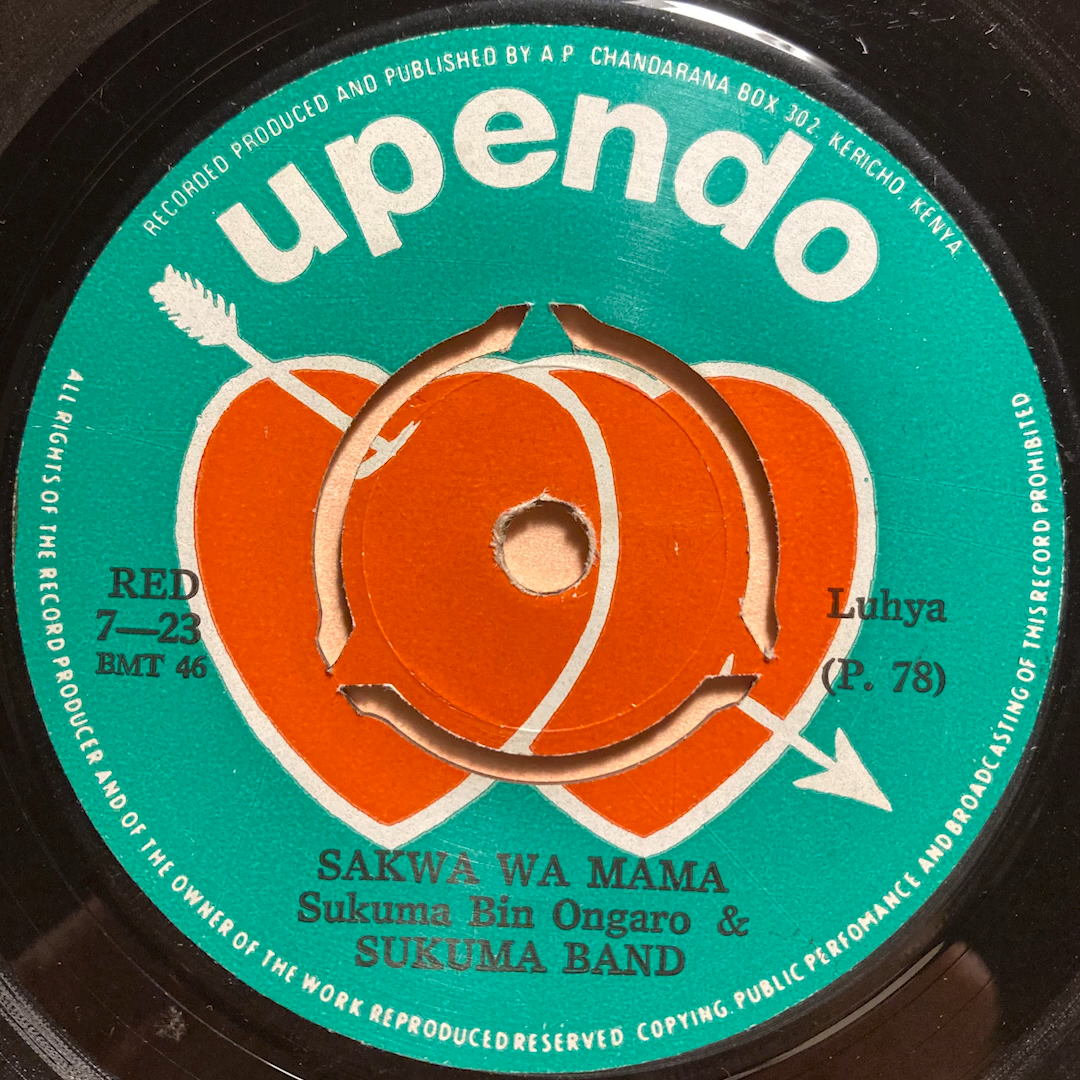 RECORDED PRODUCED AND PUBLISHED BY A P CHANDARANA BOX 302 KERICHO. KENYA
upendo
RED
7—23
BMT 46
Luhya
(P. 78)
SAKWA WA MAMA
Sukuma Bin Ongaro &
SUKUMA BAND
ALL RIGHTS OF THE RECORD PRODUCER AND OF THE OWNER OF THE WORK REPRODUCED RESERVED COPYING. PUBLIC PERFOMANCE AND BROADCASTING OF THIS RECORD PROHIBITED